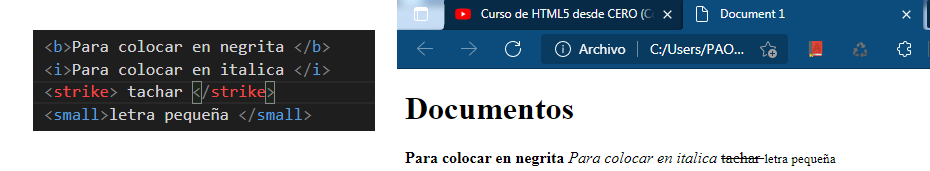 <b>Para colocar en negrita </b>
<i>Para colocar en italica </i>
<strike> tachar </strike>
<small>letra pequeña </small>
Curso de HTML5 desde CERO (C
Document 1
Archivo C:/Users/PAO...
Documentos
Para colocar en negrita Para colocar en italica tachar letra pequeña